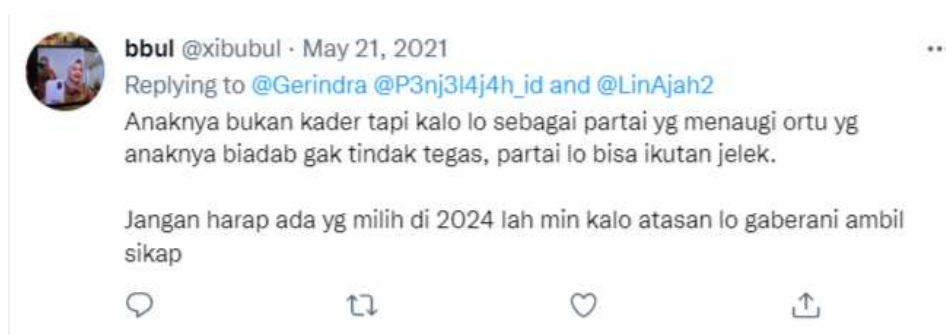 bbul @xibubul · May 21, 2021
Replying to @Gerindra @P3nj3l4j4h_id and @LinAjah2
Anaknya bukan kader tapi kalo lo sebagai partai yg menaugi ortu yg
anaknya biadab gak tindak tegas, partai lo bisa ikutan jelek.
Jangan harap ada yg milih di 2024 lah min kalo atasan lo gaberani ambil
sikap